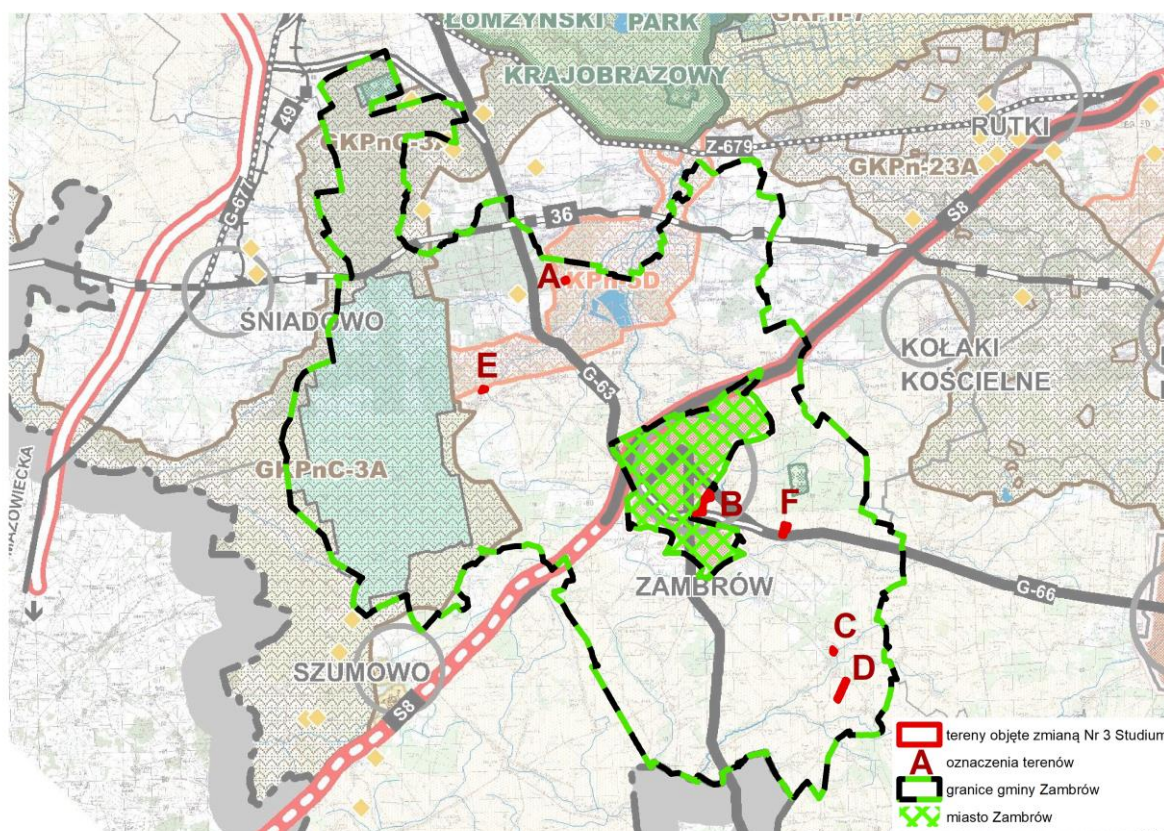 ŁOMŻYŃSKI PARK
GKPn-7
KRAJOBRAZOWY
49
GKPnC-3A
Z-679
RUTKI
GKPn-23A
G-677
36
S8
A
GKPn-5D
ŚNIADOWO
KOŁAKI
KOŚCIELNE
E
G-63
MAZOWIECKA
GKPnC-3A
B
F
ZAMBRÓW
G-66
C
SZUMOWO
D
S8
tereny objęte zmianą Nr 3 Studium
A oznaczenia terenów
granice gminy Zambrów
miasto Zambrów